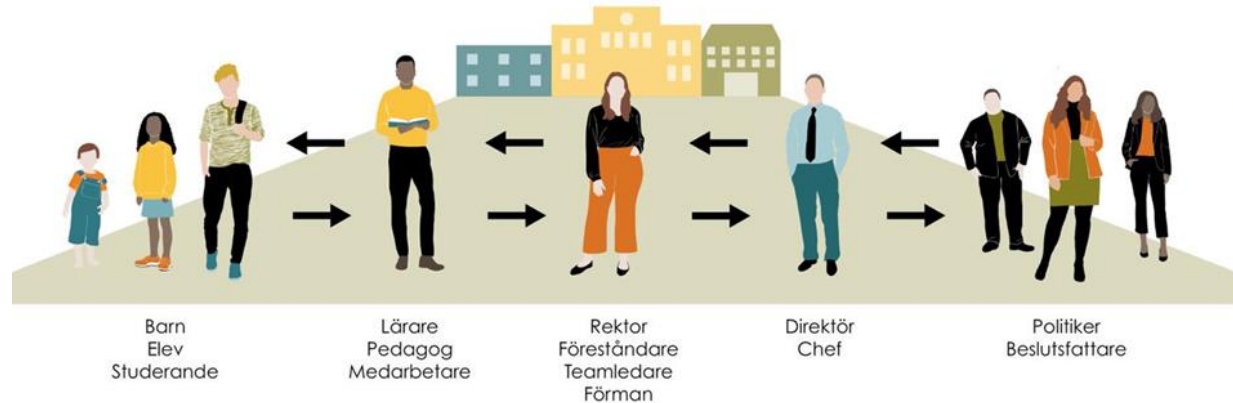 Barn
Elev
Studerande
Lärare
Pedagog
Medarbetare
Rektor
Föreståndare
Teamledare
Förman
Direktör
Chef
Politiker
Beslutsfattare